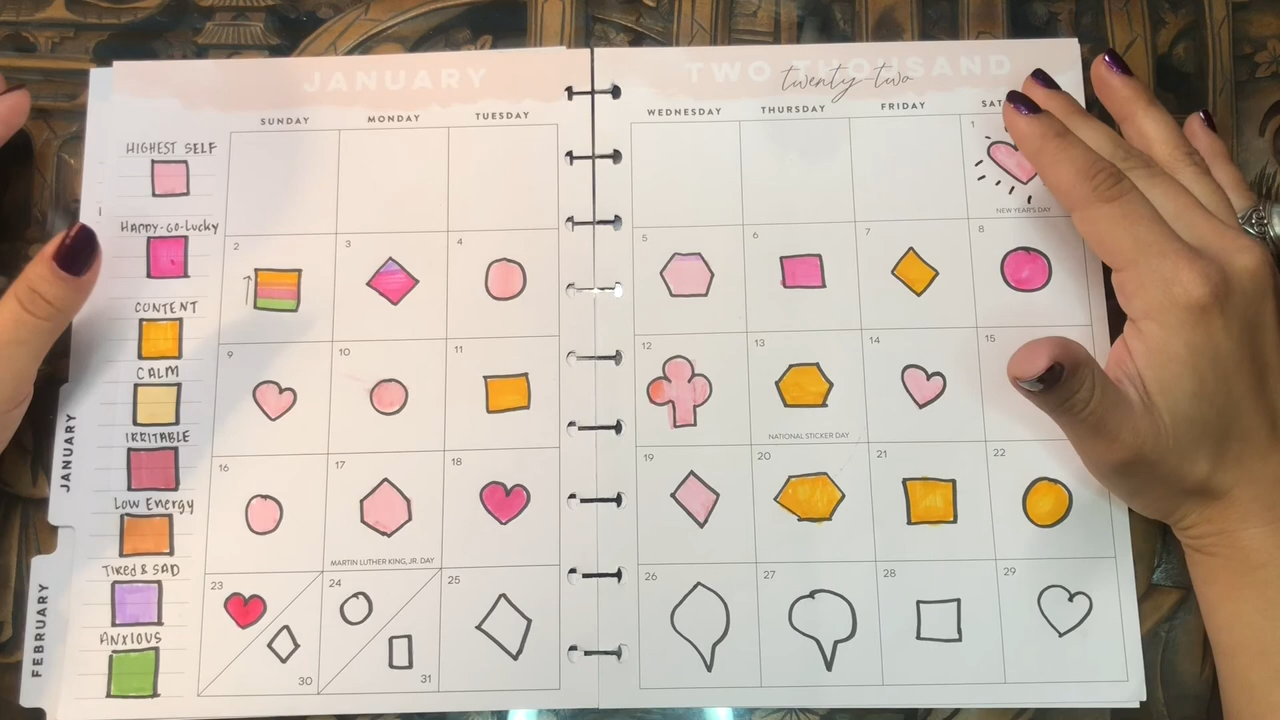 JANUARY
TWO THOUSAND
twenty-two
SUNDAY MONDAY TUESDAY WEDNESDAY THURSDAY FRIDAY
HIGHEST SELF
1
NEW YEAR'S DAY
HAPPY-GO-LUCKY
2 3 4 5 6 7 8
CONTENT
CALM
9 10 11 12 13 14 15
NATIONAL STICKER DAY
IRRITABLE
16 17 18 19 20 21 22
MARTIN LUTHER KING, JR. DAY
LOW ENERGY
TIRED & SAD
23 24 25 26 27 28 29
ANXIOUS
30 31
JANUARY
FEBRUARY